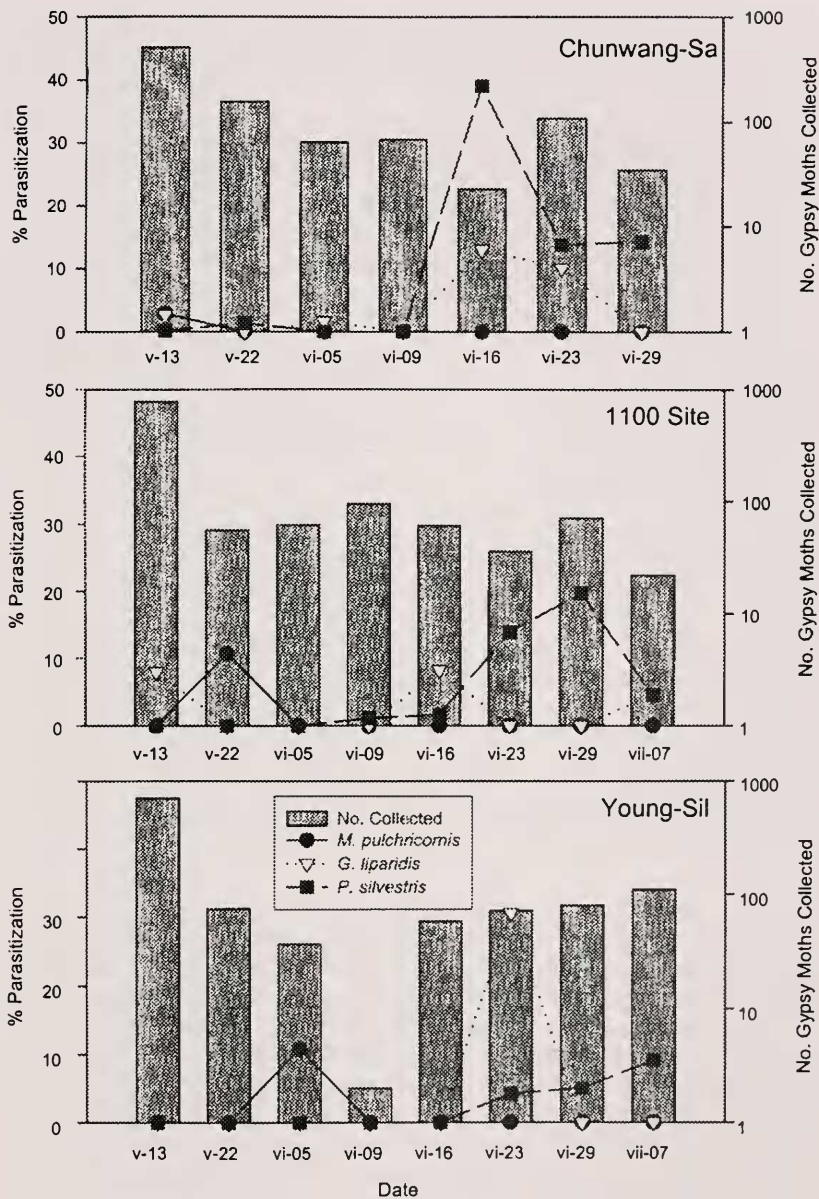 Chunwang-Sa
50
40
30
20
10
0
% Parasitization
1000
100
10
1
No. Gypsy Moths Collected
v-13 v-22 vi-05 vi-09 vi-16 vi-23 vi-29
1100 Site
50
40
30
20
10
0
% Parasitization
1000
100
10
1
No. Gypsy Moths Collected
v-13 v-22 vi-05 vi-09 vi-16 vi-23 vi-29 vii-07
Young-Sil
No. Collected
M. pulchricornis
G. liparidis
P. silvestris
30
20
10
0
% Parasitization
1000
100
10
1
No. Gypsy Moths Collected
v-13 v-22 vi-05 vi-09 vi-16 vi-23 vi-29 vii-07
Date